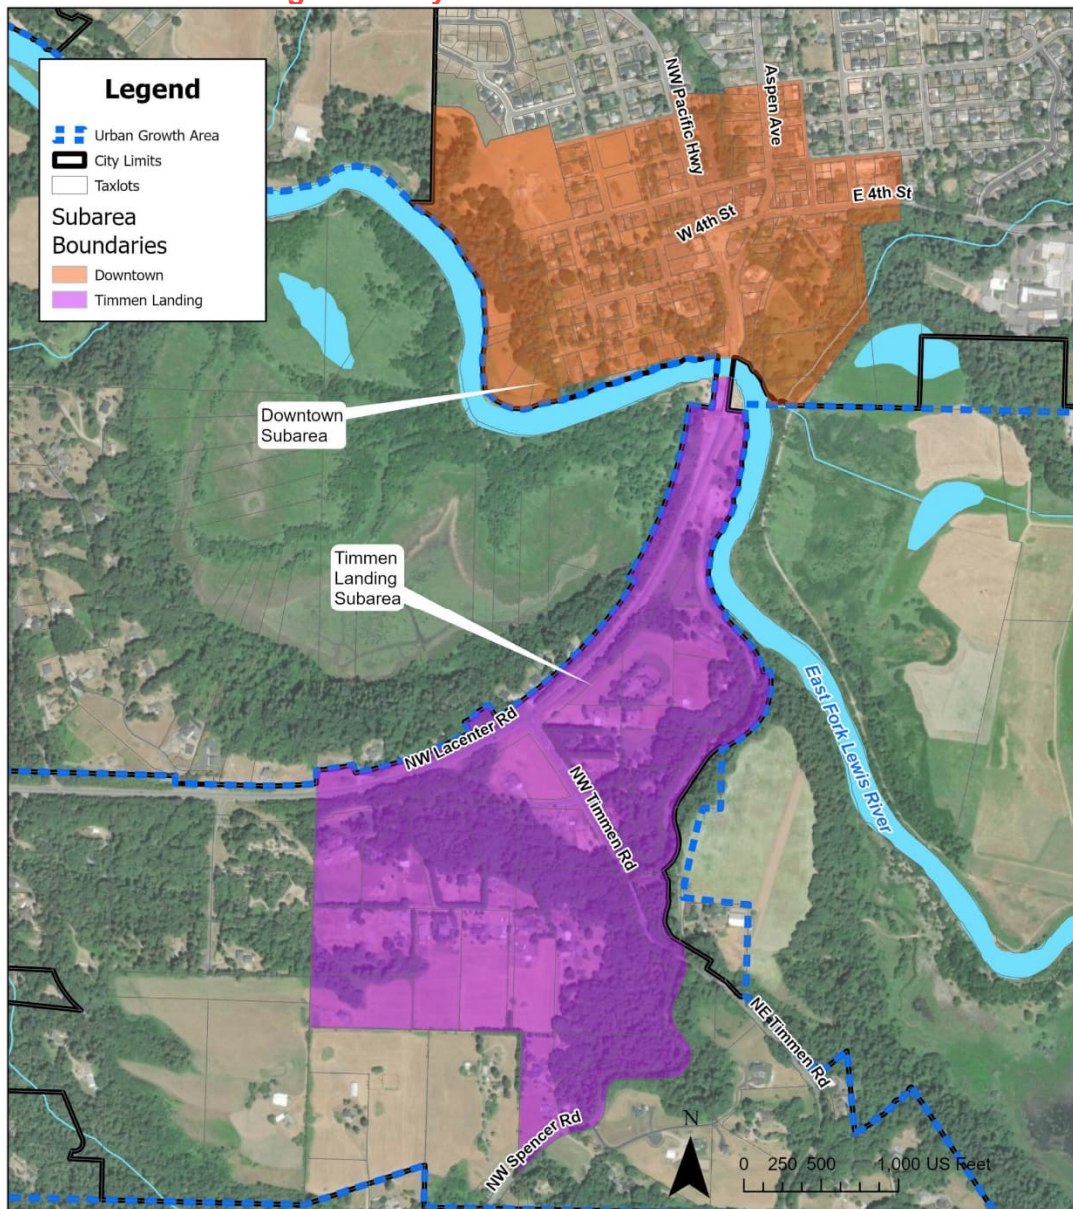 Legend
Urban Growth Area
City Limits
Taxlots
Subarea
Boundaries
Downtown
Timmen Landing
NW Pacific Hwy
Aspen Ave
W 4th St
E 4th St
Downtown
Subarea
Timmen
Landing
Subarea
NW Lacenter Rd
NW Timmen Rd
East Fork Lewis River
NE Timmen Rd
NW Spencer Rd
N
0 250 500 1,000 US Feet